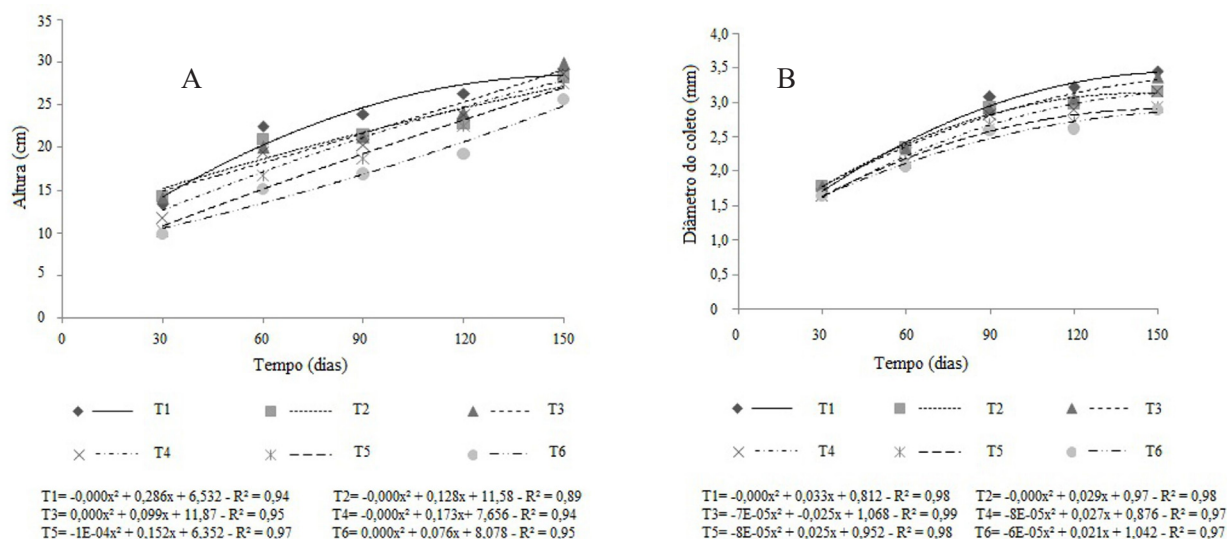 A
Altura (cm)
35
30
25
20
15
10
5
0
0 30 60 90 120 150
Tempo (dias)
T1 T2 T3
T4 T5 T6
T1= -0,000x² + 0,286x + 6,532 - R² = 0,94 T2= -0,000x² + 0,128x + 11,58 - R² = 0,89
T3= 0,000x² + 0,099x + 11,87 - R² = 0,95 T4= -0,000x² + 0,173x + 7,656 - R² = 0,94
T5= -1E-04x² + 0,152x + 6,352 - R² = 0,97 T6= 0,000x² + 0,076x + 8,078 - R² = 0,95
B
Diâmetro do coleto (mm)
4,0
3,5
3,0
2,5
2,0
1,5
1,0
0,5
0
0 30 60 90 120 150
Tempo (dias)
T1 T2 T3
T4 T5 T6
T1= -0,000x² + 0,033x + 0,812 - R² = 0,98 T2= -0,000x² + 0,029x + 0,97 - R² = 0,98
T3= -7E-05x² + -0,025x + 1,068 - R² = 0,99 T4= -8E-05x² + 0,027x + 0,876 - R² = 0,97
T5= -8E-05x² + 0,025x + 0,952 - R² = 0,98 T6= -6E-05x² + 0,021x + 1,042 - R² = 0,97